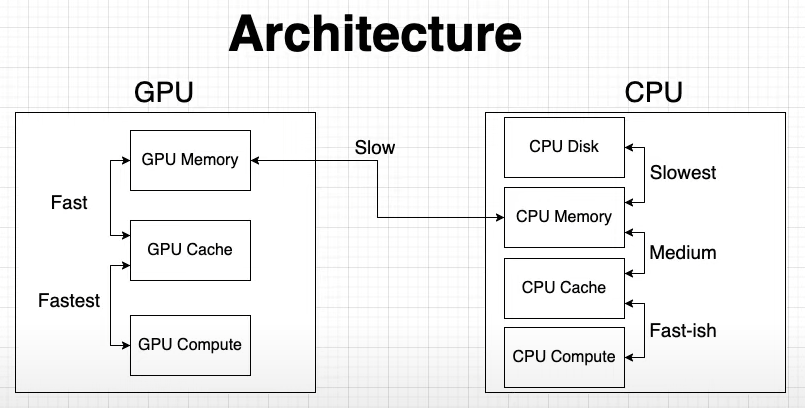 Architecture
GPU
GPU Memory
Fast
GPU Cache
Fastest
GPU Compute
Slow
CPU
CPU Disk
Slowest
CPU Memory
Medium
CPU Cache
Fast-ish
CPU Compute